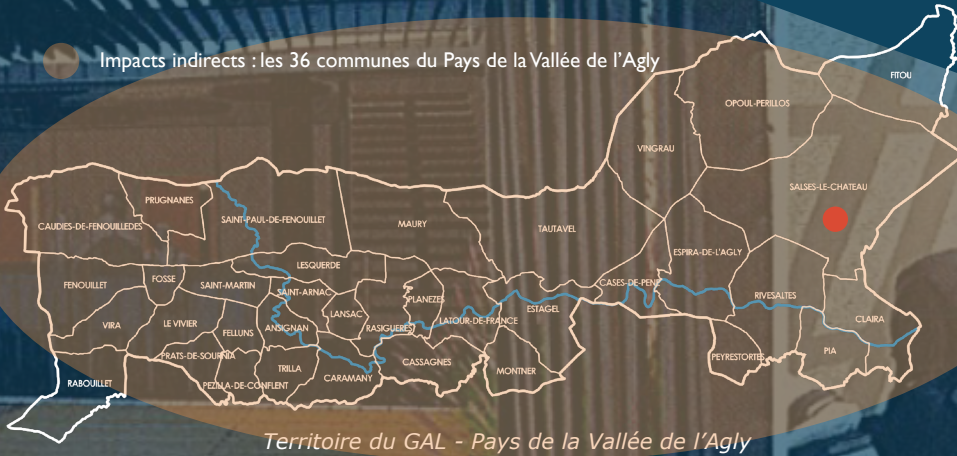 Impacts indirects : les 36 communes du Pays de la Vallée de l'Agly
FITOU
OPOUL-PERILLOS
VINGRAU
SALSES-LE-CHATEAU
PRUGNANES
CAUDIES-DE-FENOUILLEDES
SAINT-PAUL-DE-FENOUILLET
MAURY
TAUTAVEL
ESPIRA-DE-L'AGLY
LESQUERDE
FENOUILLET
FOSSE
SAINT-MARTIN
SAINT-ARNAC
CASES-DE-PENE
RIVESALTES
PLANEZES
LANSAC
ESTAGEL
LATOUR-DE-FRANCE
CLAIRA
VIRA
LE VIVIER
FELLUNS
ANSIGNAN
RASIGUERES
PIA
PRATS-DE-SOURNIA
TRILLA
CASSAGNES
PEYRESTORTES
RABOUILLET
PEZILLA-DE-CONFLENT
CARAMANY
MONTNER
Territoire du GAL - Pays de la Vallée de l'Agly